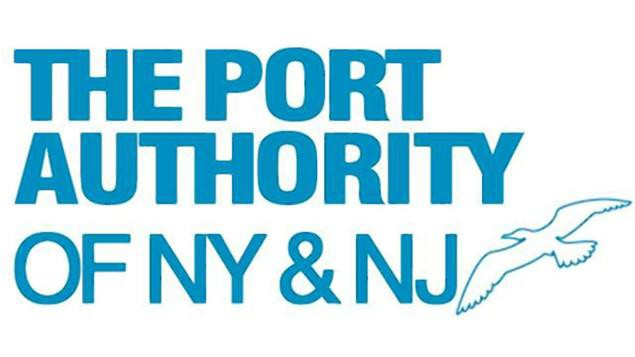 THE PORT
AUTHORITY
OF NY & NJ